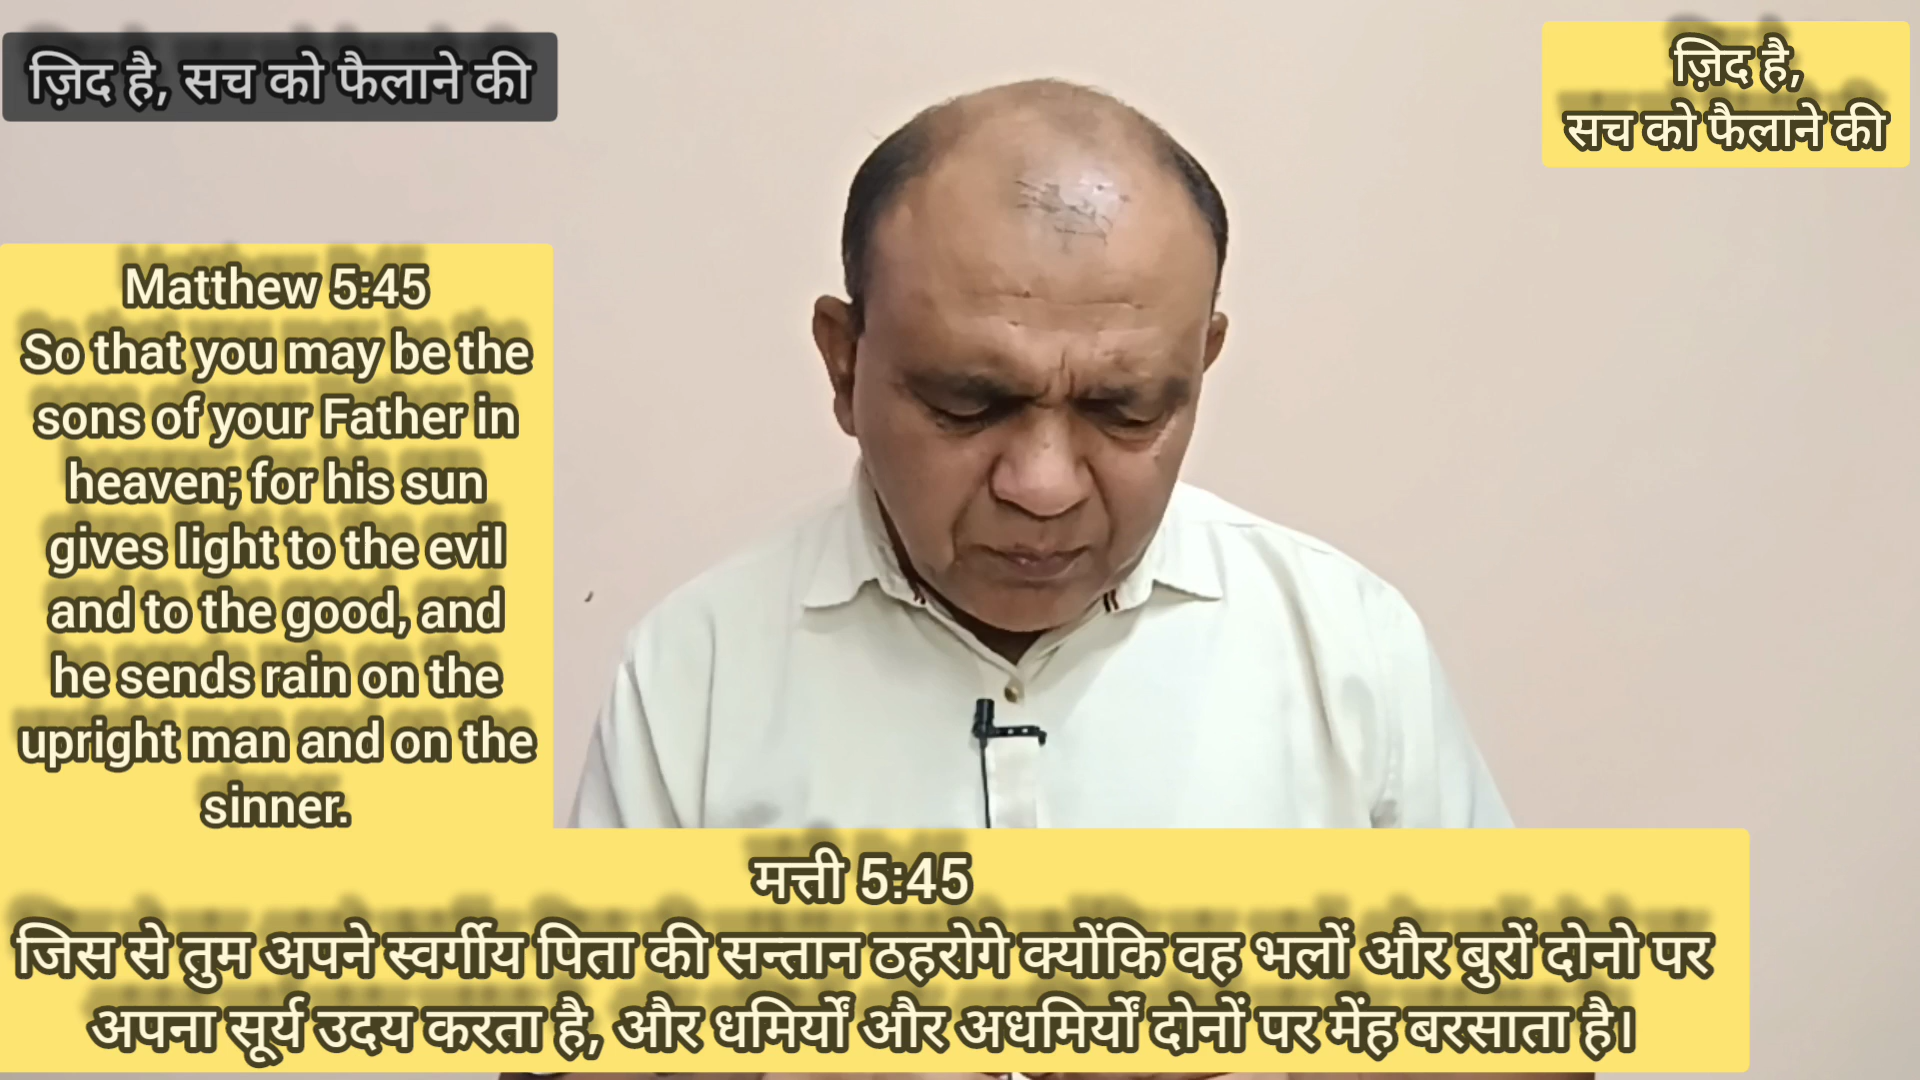 ज़िद है, सच को फैलाने की
ज़िद है,
सच को फैलाने की
Matthew 5:45
So that you may be the
sons of your Father in
heaven; for his sun
gives light to the evil
and to the good, and
he sends rain on the
upright man and on the
sinner.
मत्ती 5:45
जिस से तुम अपने स्वर्गीय पिता की सन्तान ठहरोगे क्योंकि वह भलों और बुरों दोनो पर
अपना सूर्य उदय करता है, और धमिर्यों और अधमिर्यों दोनों पर मेंह बरसाता है।